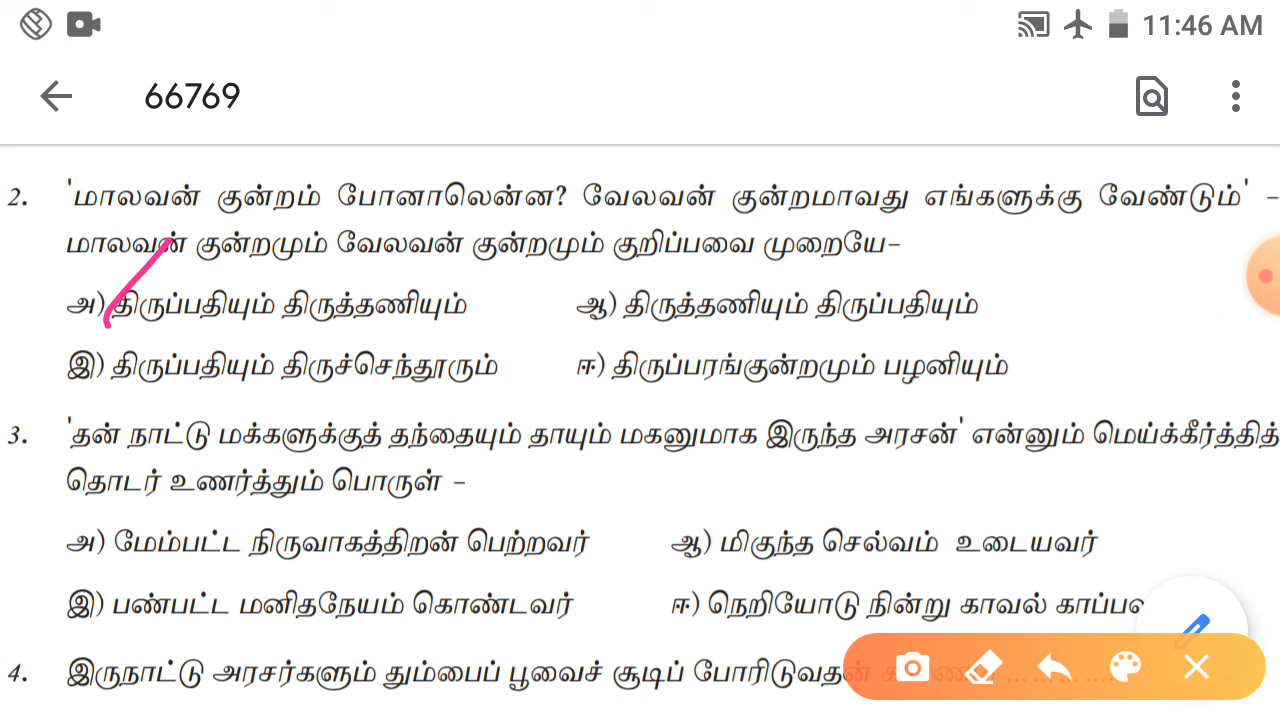 11:46 AM
66769
2. 'மாலவன் குன்றம் போனாலென்ன? வேலவன் குன்றமாவது எங்களுக்கு வேண்டும்' –
மாலவன் குன்றமும் வேலவன் குன்றமும் குறிப்பவை முறையே–
அ) திருப்பதியும் திருத்தணியும் ஆ) திருத்தணியும் திருப்பதியும்
இ) திருப்பதியும் திருச்செந்தூரும் ஈ) திருப்பரங்குன்றமும் பழனியும்
3. 'தன் நாட்டு மக்களுக்குத் தந்தையும் தாயும் மகனுமாக இருந்த அரசன்' என்னும் மெய்க்கீர்த்தித்
தொடர் உணர்த்தும் பொருள் –
அ) மேம்பட்ட நிருவாகத்திறன் பெற்றவர் ஆ) மிகுந்த செல்வம் உடையவர்
இ) பண்பட்ட மனிதநேயம் கொண்டவர் ஈ) நெறியோடு நின்று காவல்
4. இருநாட்டு அரசர்களும் தும்பைப் பூவைச் சூடிப் போரிடுவதன்